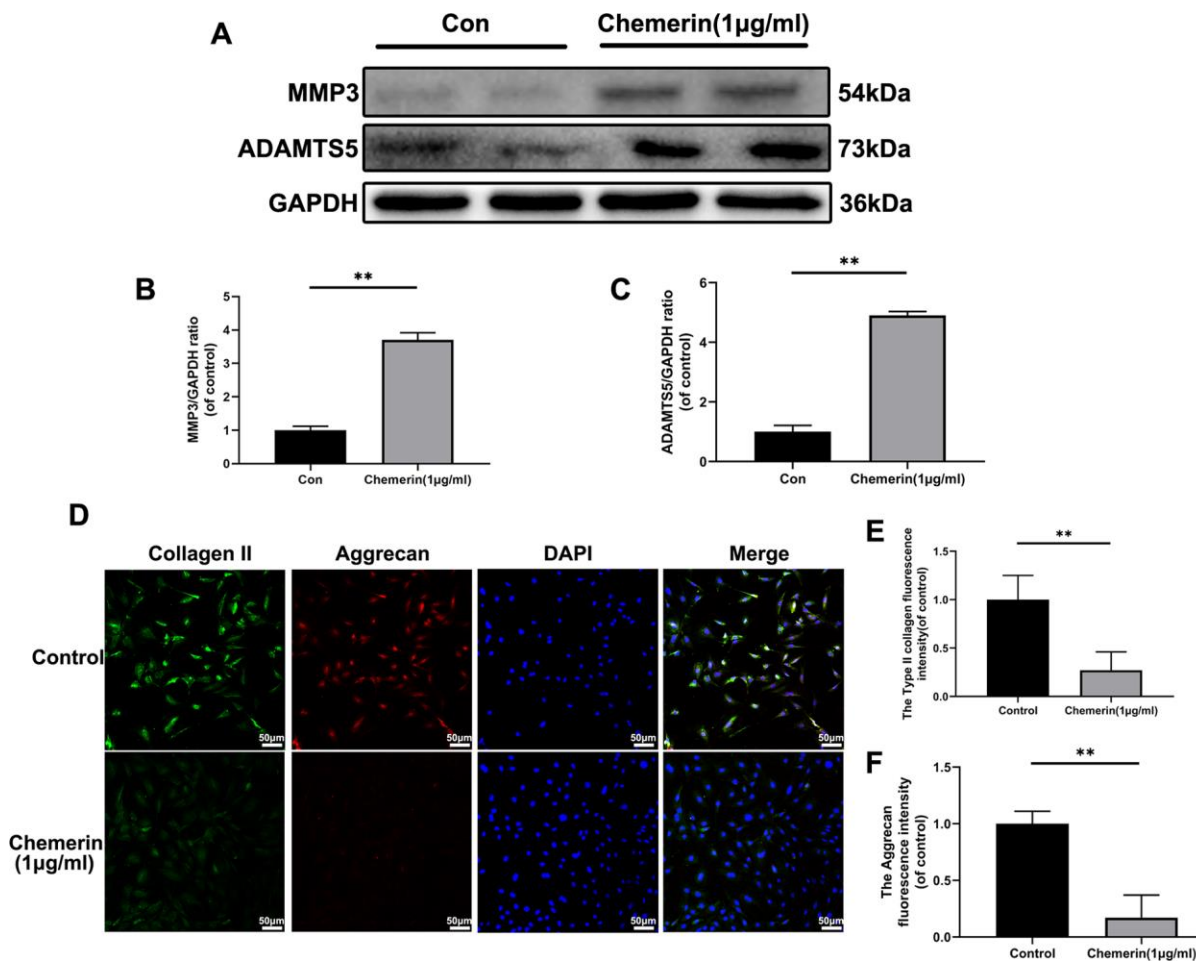 A
Con
Chemerin(1μg/ml)
MMP3
54kDa
ADAMTS5
73kDa
GAPDH
36kDa
B
MMP3/GAPDH ratio
(of control)
5
4
3
2
1
0
**
Con
Chemerin(1μg/ml)
C
ADAMTS5/GAPDH ratio
(of control)
6
4
2
0
**
Con
Chemerin(1μg/ml)
D
Collagen II
Aggrecan
DAPI
Merge
Control
50μm
50μm
50μm
50μm
Chemerin
(1μg/ml)
50μm
50μm
50μm
50μm
E
The Type II collagen fluorescence
intensity(of control)
1.5
1.0
0.5
0.0
**
Control
Chemerin(1μg/ml)
F
The Aggrecan
fluorescence intensity
(of control)
1.5
1.0
0.5
0.0
**
Control
Chemerin(1μg/ml)